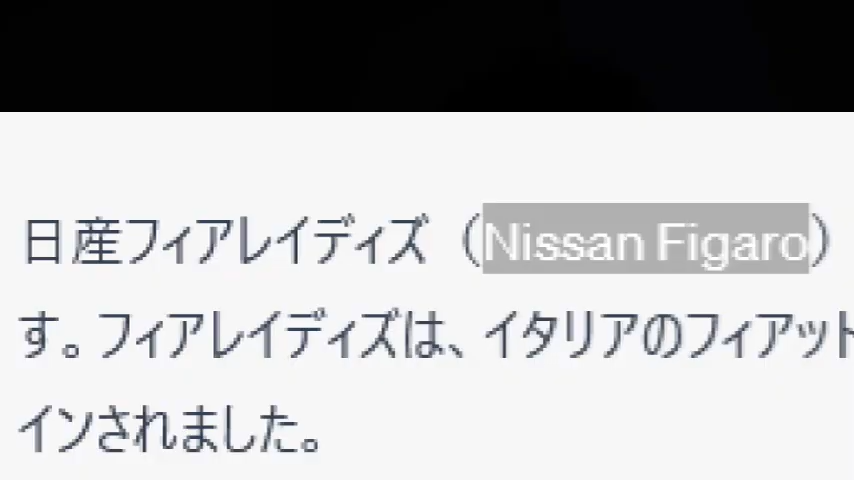 日産フィアレイディズ（Nissan Figaro）
す。フィアレイディズは、イタリアのフィアット
インされました。